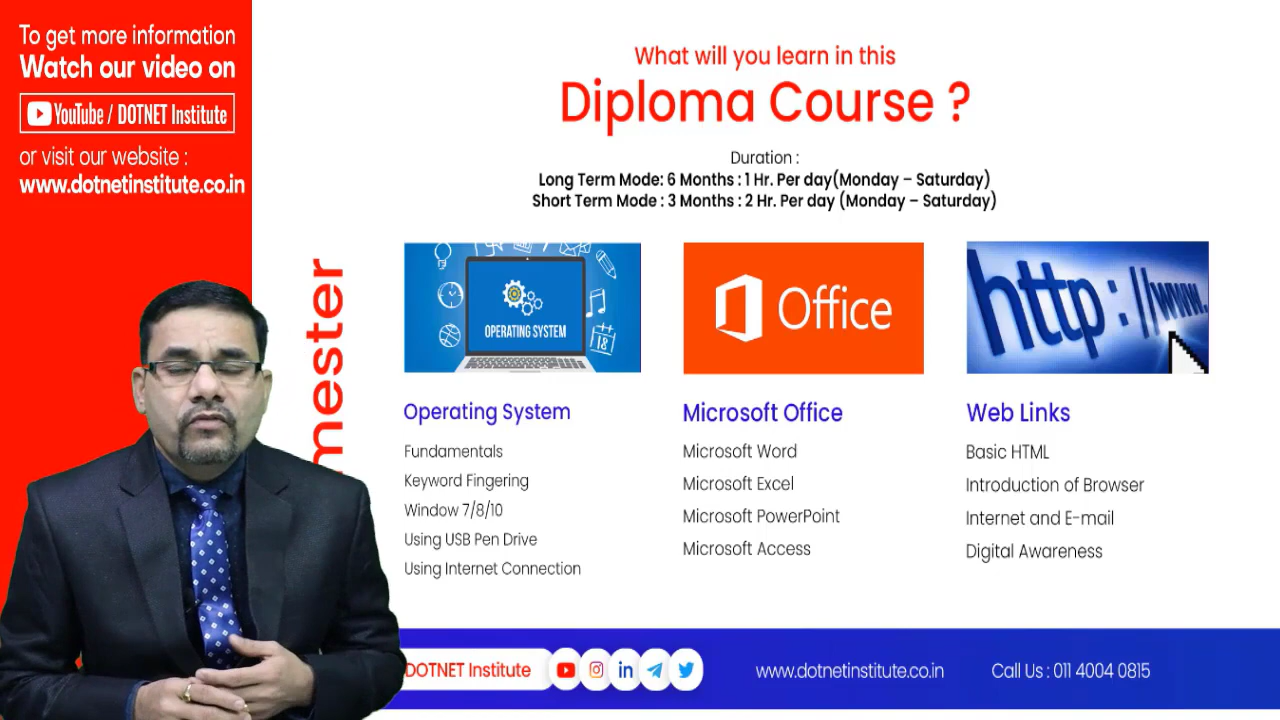 To get more information
Watch our video on
YouTube / DOTNET Institute
or visit our website :
www.dotnetinstitute.co.in
What will you learn in this
Diploma Course ?
Duration :
Long Term Mode: 6 Months : 1 Hr. Per day(Monday – Saturday)
Short Term Mode : 3 Months : 2 Hr. Per day (Monday – Saturday)
OPERATING SYSTEM
18
Office
http://www.
Operating System
Fundamentals
Keyword Fingering
Window 7/8/10
Using USB Pen Drive
Using Internet Connection
Microsoft Office
Microsoft Word
Microsoft Excel
Microsoft PowerPoint
Microsoft Access
Web Links
Basic HTML
Introduction of Browser
Internet and E-mail
Digital Awareness
DOTNET Institute
in
www.dotnetinstitute.co.in
Call Us : 011 4004 0815